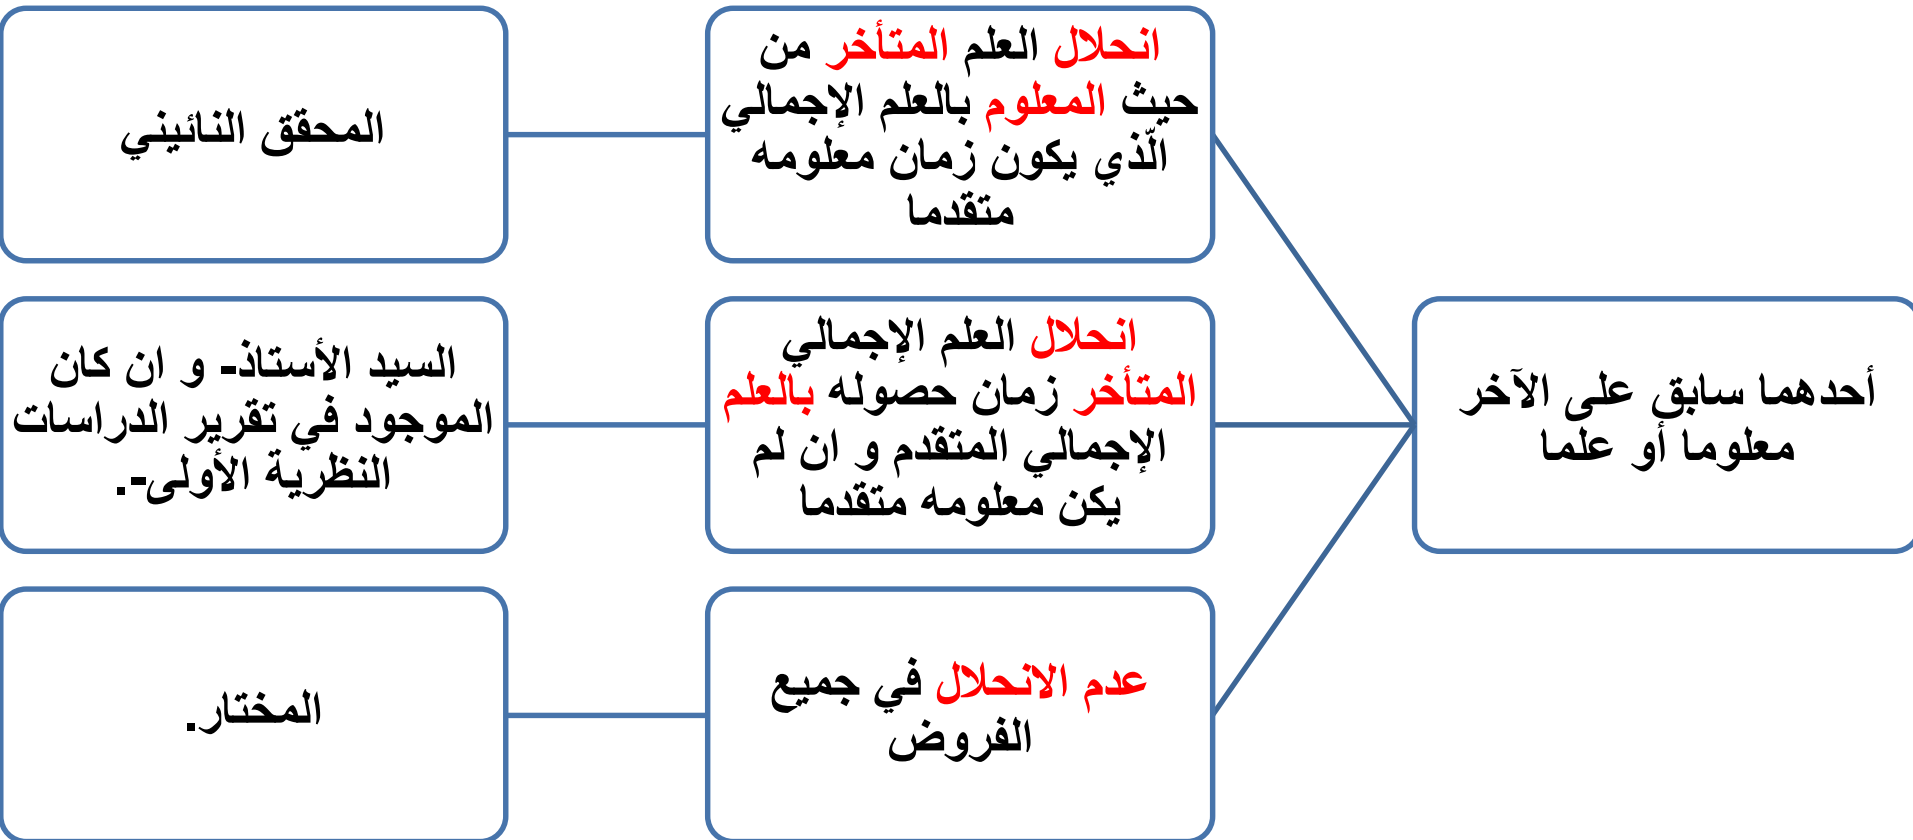 أحدهما سابق على الآخر
معلوما أو علما
انحلال العلم المتأخر من
حيث المعلوم بالعلم الإجمالي
الّذي يكون زمان معلومه
متقدما
المحقق النائيني
انحلال العلم الإجمالي
المتأخر زمان حصوله بالعلم
الإجمالي المتقدم و ان لم
يكن معلومه متقدما
السيد الأستاذ- و ان كان
الموجود في تقرير الدراسات
النظرية الأولى-.
عدم الانحلال في جميع
الفروض
المختار.